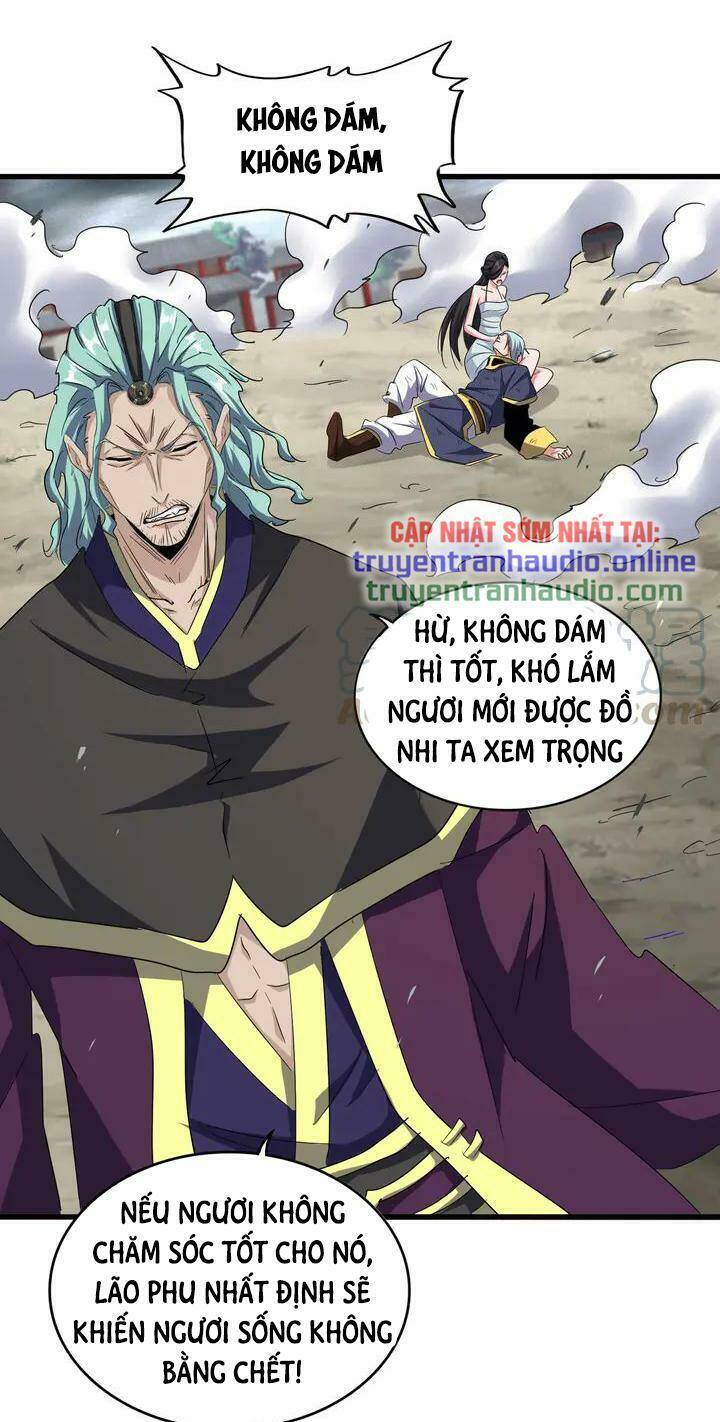 KHÔNG DÁM,
KHÔNG DÁM
CẬP NHẬT SỚM NHẤT TẠI:
truyentranhaudio.online
truyentranhaudio.com
HỪ, KHÔNG DÁM
THÌ TỐT, KHÓ LẮM
NGƯƠI MỚI ĐƯỢC ĐỒ
NHI TA XEM TRỌNG
NẾU NGƯƠI KHÔNG
CHĂM SÓC TỐT CHO NÓ,
LÃO PHU NHẤT ĐỊNH SẼ
KHIẾN NGƯƠI SỐNG KHÔNG
BẰNG CHẾT!